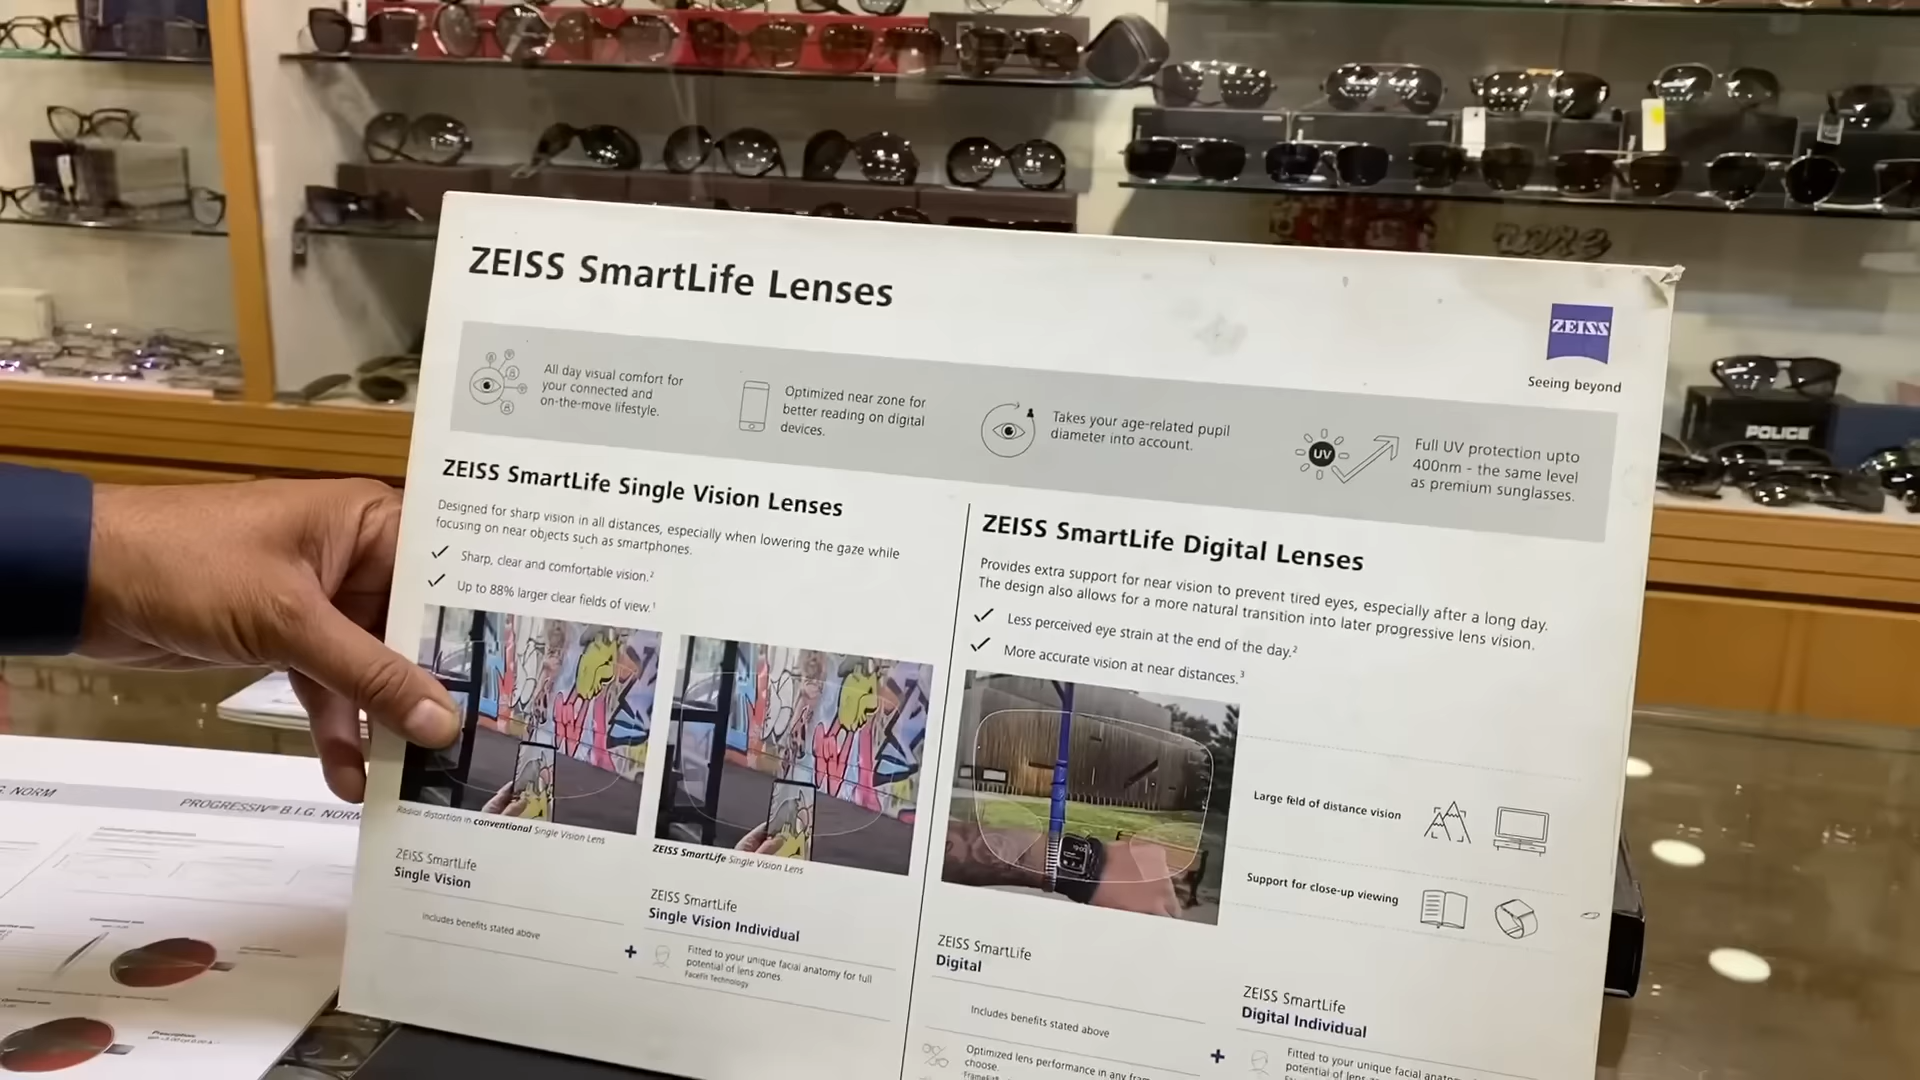 ZEISS SmartLife Lenses
ZEISS
Seeing beyond
All day visual comfort for
your connected and
on-the-move lifestyle.
Optimized near zone for
better reading on digital
devices.
Takes your age-related pupil
diameter into account.
UV
Full UV protection upto
400nm - the same level
as premium sunglasses.
POLICE
ZEISS SmartLife Single Vision Lenses
Designed for sharp vision in all distances, especially when lowering the gaze while
focusing on near objects such as smartphones.
Sharp, clear and comfortable vision.²
Up to 88% larger clear fields of view.¹
Radial distortion in conventional Single Vision Lens
ZEISS SmartLife Single Vision Lens
ZEISS SmartLife
Single Vision
Includes benefits stated above
+
ZEISS SmartLife
Single Vision Individual
Fitted to your unique facial anatomy for full
potential of lens zones.
FaceFit Technology
ZEISS SmartLife Digital Lenses
Provides extra support for near vision to prevent tired eyes, especially after a long day.
The design also allows for a more natural transition into later progressive lens vision.
Less perceived eye strain at the end of the day.²
More accurate vision at near distances.³
Large field of distance vision
Support for close-up viewing
ZEISS SmartLife
Digital
Includes benefits stated above
Optimized lens performance in any
choose.
+
ZEISS SmartLife
Digital Individual
Fitted to your unique facial
potential of
NORM
PROGRESSIV® B.I.G. NORM